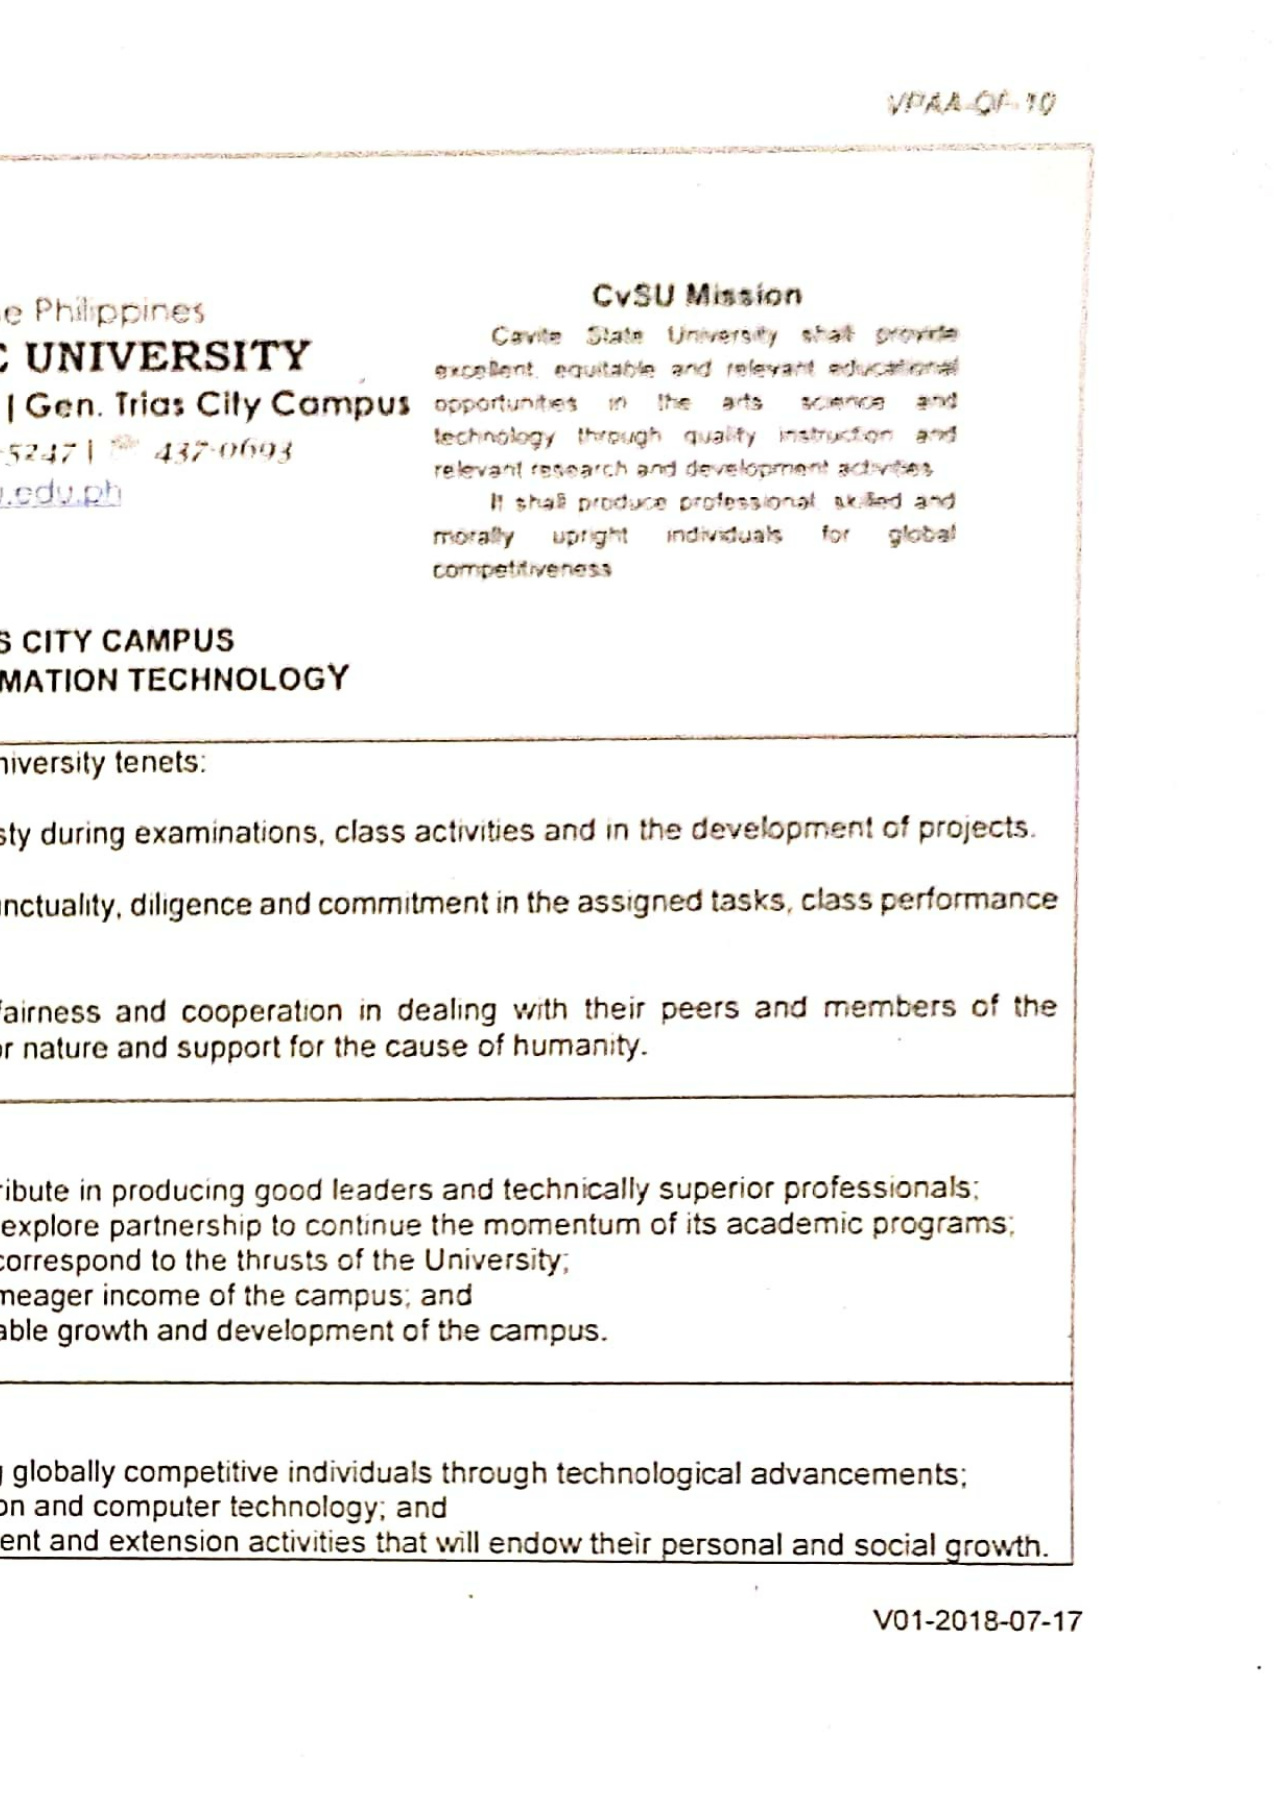 VPAA-QF-10
e Philippines
UNIVERSITY
| Gen. Trias City Campus
-5247 | ☏ 437-0693
.edu.ph
CvSU Mission
Cavite State University shall provide
excellent, equitable and relevant educational
opportunities in the arts science and
technology through quality instruction and
relevant research and development activities
It shall produce professional, skilled and
morally upright individuals for global
competitiveness
S CITY CAMPUS
MATION TECHNOLOGY
niversity tenets:
sty during examinations, class activities and in the development of projects.
unctuality, diligence and commitment in the assigned tasks, class performance
fairness and cooperation in dealing with their peers and members of the
or nature and support for the cause of humanity.
ribute in producing good leaders and technically superior professionals;
explore partnership to continue the momentum of its academic programs;
correspond to the thrusts of the University;
meager income of the campus; and
able growth and development of the campus.
g globally competitive individuals through technological advancements;
on and computer technology; and
ent and extension activities that will endow their personal and social growth.
V01-2018-07-17